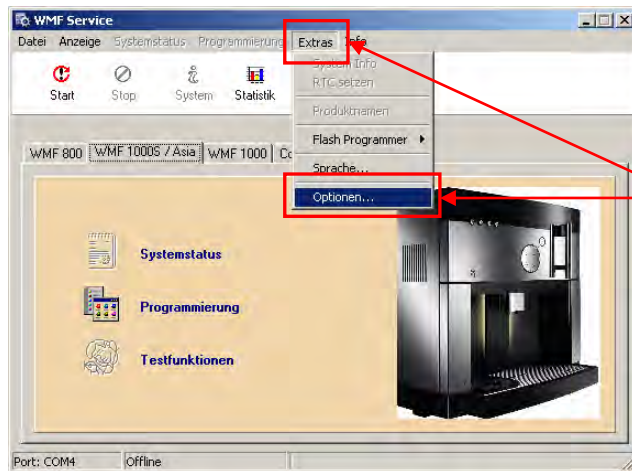 WMF Service
Datei Anzeige Systemstatus Programmierung Extras Info
Start Stop System Statistik
System Info
RTC setzen
Produktnamen
Flash Programmer
Sprache...
Optionen...
WMF 800 WMF 1000S / Asia WMF 1000
Systemstatus
Programmierung
Testfunktionen
Port: COM4 Offline